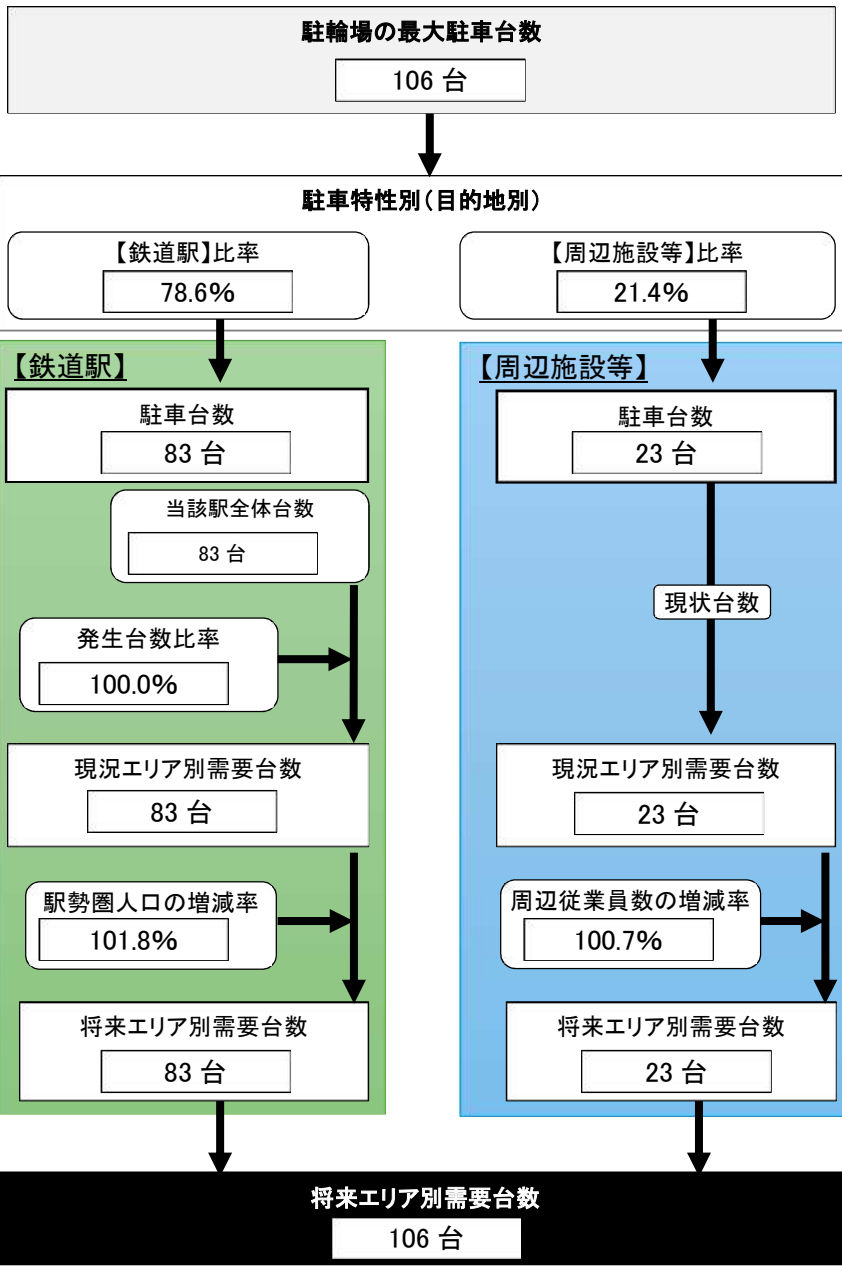 駐輪場の最大駐車台数
106 台
駐車特性別（目的地別）
【鉄道駅】比率
78.6%
【周辺施設等】比率
21.4%
【鉄道駅】
駐車台数
83 台
当該駅全体台数
83 台
発生台数比率
100.0%
現況エリア別需要台数
83 台
駅勢圏人口の増減率
101.8%
将来エリア別需要台数
83 台
【周辺施設等】
駐車台数
23 台
現状台数
現況エリア別需要台数
23 台
周辺従業員数の増減率
100.7%
将来エリア別需要台数
23 台
将来エリア別需要台数
106 台